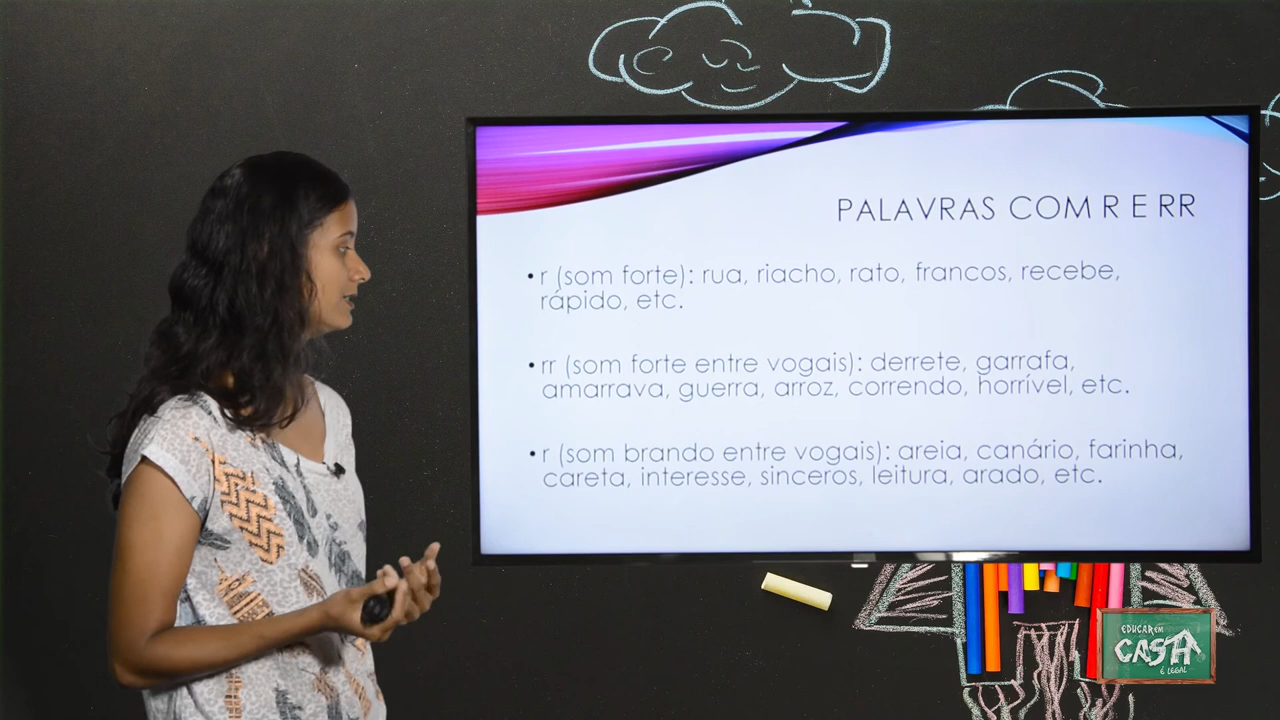 PALAVRAS COM R E RR
• r (som forte): rua, riacho, rato, francos, recebe,
rápido, etc.
• rr (som forte entre vogais): derrete, garrafa,
amarrava, guerra, arroz, correndo, horrível, etc.
• r (som brando entre vogais): areia, canário, farinha,
careta, interesse, sinceros, leitura, arado, etc.
EDUCAR EM
CASA
É LEGAL